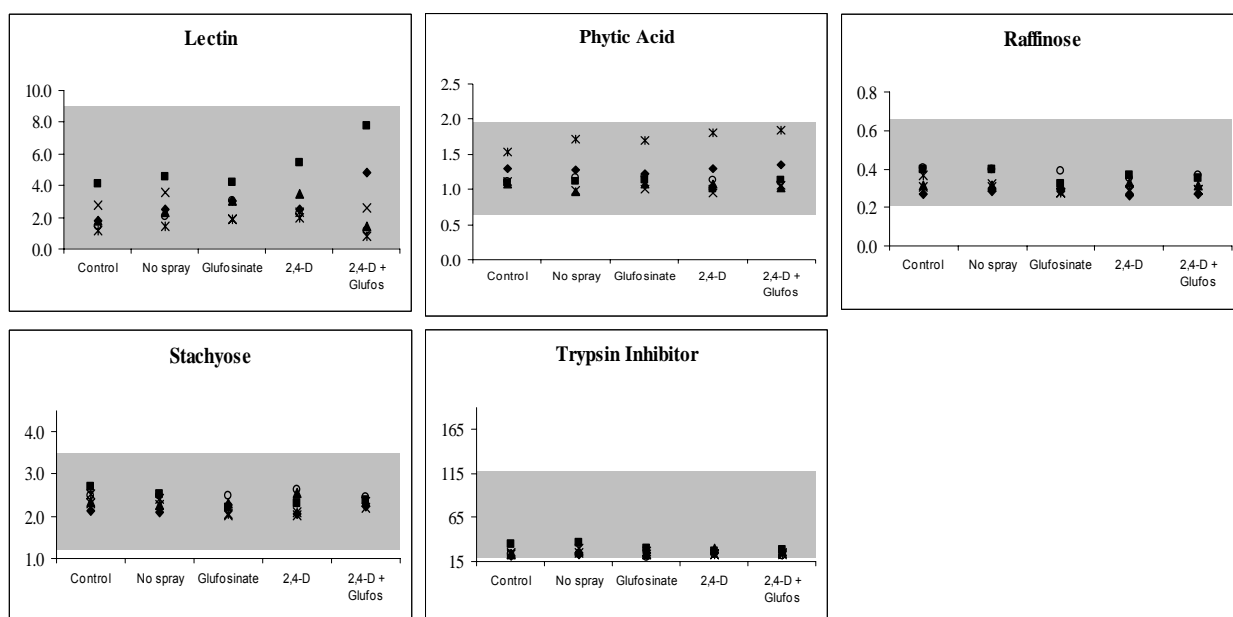 Lectin
10.0
8.0
6.0
4.0
2.0
0.0
Control No spray Glufosinate 2,4-D 2,4-D +
Glufos
Phytic Acid
2.5
2.0
1.5
1.0
0.5
0.0
Control No spray Glufosinate 2,4-D 2,4-D +
Glufos
Raffinose
0.8
0.6
0.4
0.2
0.0
Control No spray Glufosinate 2,4-D 2,4-D +
Glufos
Stachyose
4.0
3.0
2.0
1.0
Control No spray Glufosinate 2,4-D 2,4-D +
Glufos
Trypsin Inhibitor
165
115
65
15
Control No spray Glufosinate 2,4-D 2,4-D +
Glufos